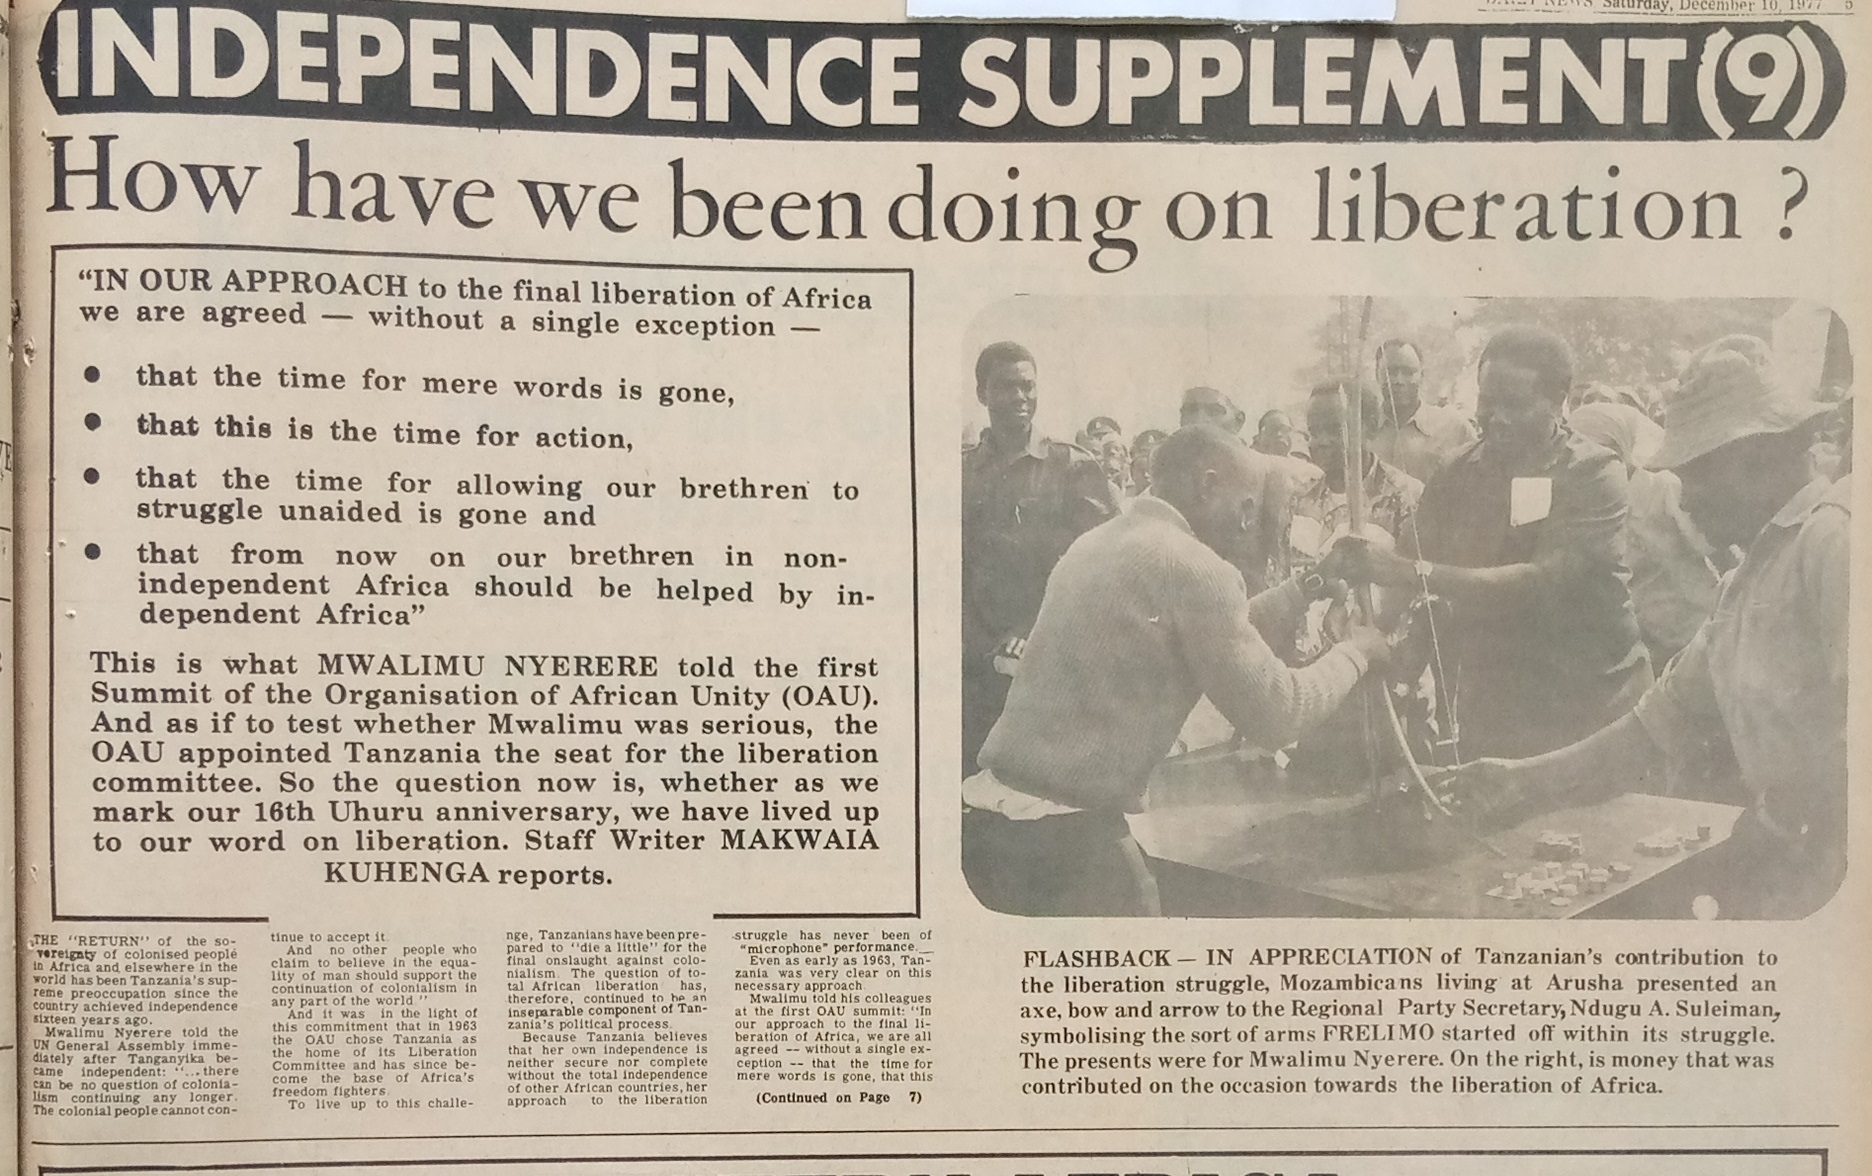 DAILY NEWS Saturday, December 10, 1977 5
INDEPENDENCE SUPPLEMENT (9)
How have we been doing on liberation ?
“IN OUR APPROACH to the final liberation of Africa
we are agreed — without a single exception —
● that the time for mere words is gone,
● that this is the time for action,
● that the time for allowing our brethren to
struggle unaided is gone and
● that from now on our brethren in non-
independent Africa should be helped by in-
dependent Africa”
This is what MWALIMU NYERERE told the first
Summit of the Organisation of African Unity (OAU).
And as if to test whether Mwalimu was serious, the
OAU appointed Tanzania the seat for the liberation
committee. So the question now is, whether as we
mark our 16th Uhuru anniversary, we have lived up
to our word on liberation. Staff Writer MAKWAIA
KUHENGA reports.
THE “RETURN” of the so-
vereignty of colonised people
in Africa and elsewhere in the
world has been Tanzania's sup-
reme preoccupation since the
country achieved independence
sixteen years ago.
Mwalimu Nyerere told the
UN General Assembly imme-
diately after Tanganyika be-
came independent: “...there
can be no question of colonia-
lism continuing any longer.
The colonial people cannot con-
tinue to accept it.
And no other people who
claim to believe in the equa-
lity of man should support the
continuation of colonialism in
any part of the world.”
And it was in the light of
this commitment that in 1963
the OAU chose Tanzania as
the home of its Liberation
Committee and has since be-
come the base of Africa's
freedom fighters.
To live up to this challe-
nge, Tanzanians have been pre-
pared to “die a little” for the
final onslaught against colo-
nialism. The question of to-
tal African liberation has,
therefore, continued to be an
inseparable component of Tan-
zania's political process.
Because Tanzania believes
that her own independence is
neither secure nor complete
without the total independence
of other African countries, her
approach to the liberation
struggle has never been of
“microphone” performance.
Even as early as 1963, Tan-
zania was very clear on this
necessary approach.
Mwalimu told his colleagues
at the first OAU summit: “In
our approach to the final li-
beration of Africa, we are all
agreed -- without a single ex-
ception -- that the time for
mere words is gone, that this
(Continued on Page 7)
FLASHBACK — IN APPRECIATION of Tanzanian's contribution to
the liberation struggle, Mozambicans living at Arusha presented an
axe, bow and arrow to the Regional Party Secretary, Ndugu A. Suleiman,
symbolising the sort of arms FRELIMO started off within its struggle.
The presents were for Mwalimu Nyerere. On the right, is money that was
contributed on the occasion towards the liberation of Africa.